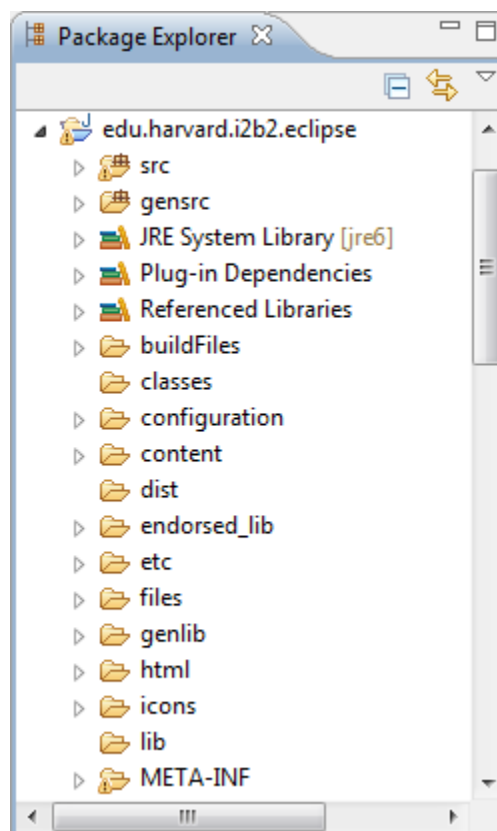 Package Explorer
edu.harvard.i2b2.eclipse
src
gensrc
JRE System Library [jre6]
Plug-in Dependencies
Referenced Libraries
buildFiles
classes
configuration
content
dist
endorsed_lib
etc
files
genlib
html
icons
lib
META-INF